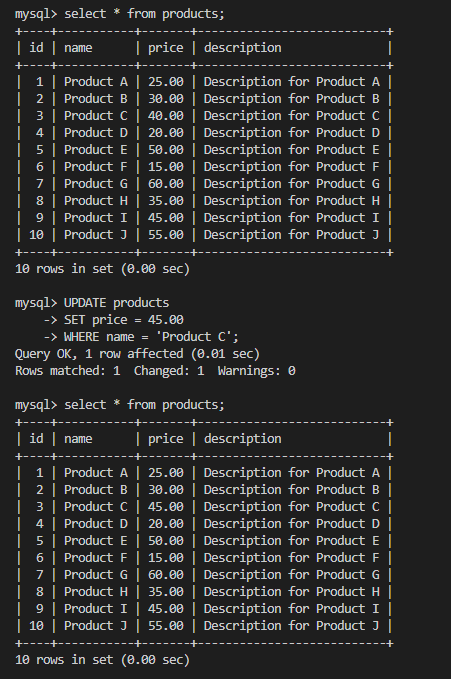 mysql> select * from products;
+----+-----------+-------+---------------------------+
| id | name      | price | description               |
+----+-----------+-------+---------------------------+
|  1 | Product A | 25.00 | Description for Product A |
|  2 | Product B | 30.00 | Description for Product B |
|  3 | Product C | 40.00 | Description for Product C |
|  4 | Product D | 20.00 | Description for Product D |
|  5 | Product E | 50.00 | Description for Product E |
|  6 | Product F | 15.00 | Description for Product F |
|  7 | Product G | 60.00 | Description for Product G |
|  8 | Product H | 35.00 | Description for Product H |
|  9 | Product I | 45.00 | Description for Product I |
| 10 | Product J | 55.00 | Description for Product J |
+----+-----------+-------+---------------------------+
10 rows in set (0.00 sec)

mysql> UPDATE products
    -> SET price = 45.00
    -> WHERE name = 'Product C';
Query OK, 1 row affected (0.01 sec)
Rows matched: 1  Changed: 1  Warnings: 0

mysql> select * from products;
+----+-----------+-------+---------------------------+
| id | name      | price | description               |
+----+-----------+-------+---------------------------+
|  1 | Product A | 25.00 | Description for Product A |
|  2 | Product B | 30.00 | Description for Product B |
|  3 | Product C | 45.00 | Description for Product C |
|  4 | Product D | 20.00 | Description for Product D |
|  5 | Product E | 50.00 | Description for Product E |
|  6 | Product F | 15.00 | Description for Product F |
|  7 | Product G | 60.00 | Description for Product G |
|  8 | Product H | 35.00 | Description for Product H |
|  9 | Product I | 45.00 | Description for Product I |
| 10 | Product J | 55.00 | Description for Product J |
+----+-----------+-------+---------------------------+
10 rows in set (0.00 sec)